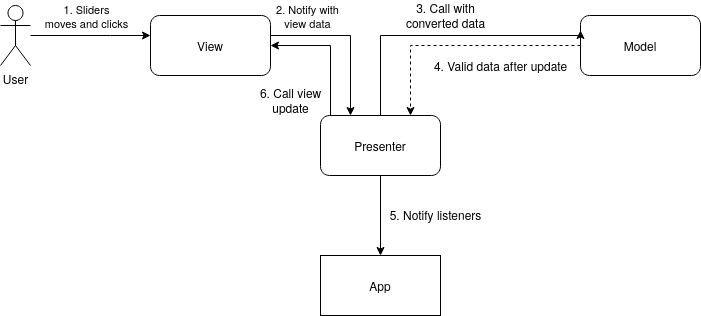 1. Sliders
moves and clicks
2. Notify with
view data
3. Call with
converted data
User
View
Model
4. Valid data after update
6. Call view
update
Presenter
5. Notify listeners
App